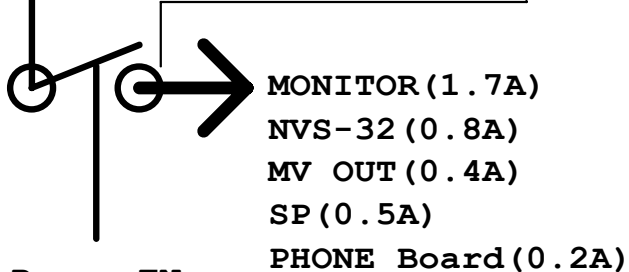 MONITOR(1.7A)
NVS-32(0.8A)
MV OUT(0.4A)
SP(0.5A)
PHONE Board(0.2A)